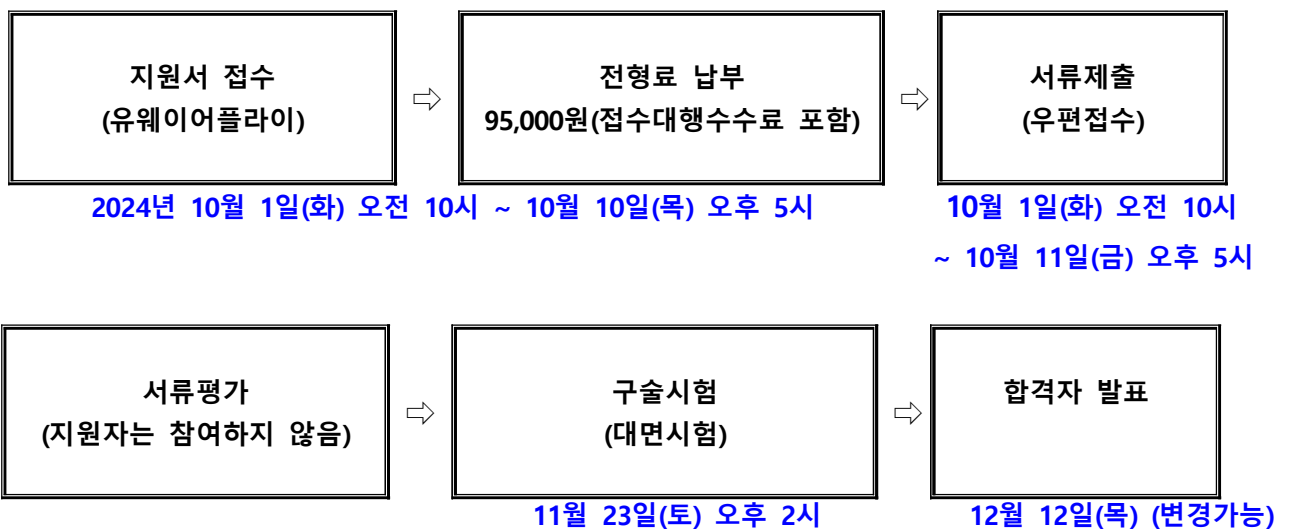 지원서 접수
(유웨이어플라이)
⇨
전형료 납부
95,000원(접수대행수수료 포함)
⇨
서류제출
(우편접수)
2024년 10월 1일(화) 오전 10시 ~ 10월 10일(목) 오후 5시
10월 1일(화) 오전 10시
~ 10월 11일(금) 오후 5시
서류평가
(지원자는 참여하지 않음)
⇨
구술시험
(대면시험)
⇨
합격자 발표
11월 23일(토) 오후 2시
12월 12일(목) (변경가능)